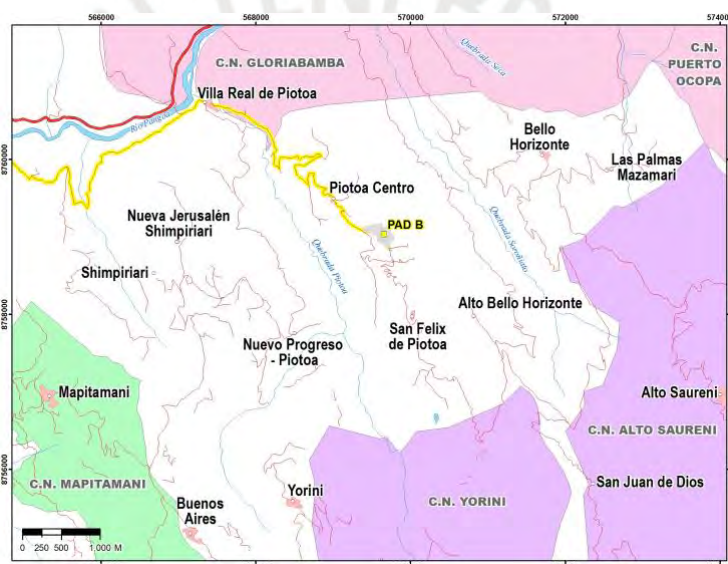 566000 568000 570000 572000 57400
C.N. GLORIABAMBA
Quebrada Seca
C.N.
PUERTO
OCOPA
Villa Real de Piotoa
8760000
Bello
Horizonte
Las Palmas
Mazamari
Piotoa Centro
Nueva Jerusalén
Shimpiriari
PAD B
Quebrada Piotoa
Shimpiriari
8758000
Alto Bello Horizonte
San Felix
de Piotoa
Nuevo Progreso
- Piotoa
Mapitamani
Alto Saureni
C.N. ALTO SAURENI
8756000
C.N. MAPITAMANI
Yorini
C.N. YORINI
San Juan de Dios
Buenos
Aires
0 250 500 1,000 M